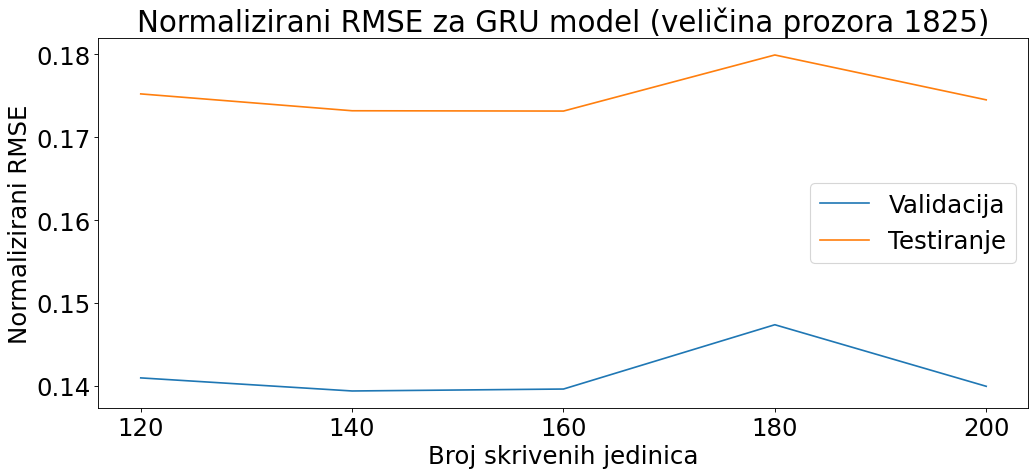 Normalizirani RMSE za GRU model (veličina prozora 1825)
Normalizirani RMSE
0.18
0.17
0.16
0.15
0.14
Validacija
Testiranje
120 140 160 180 200
Broj skrivenih jedinica